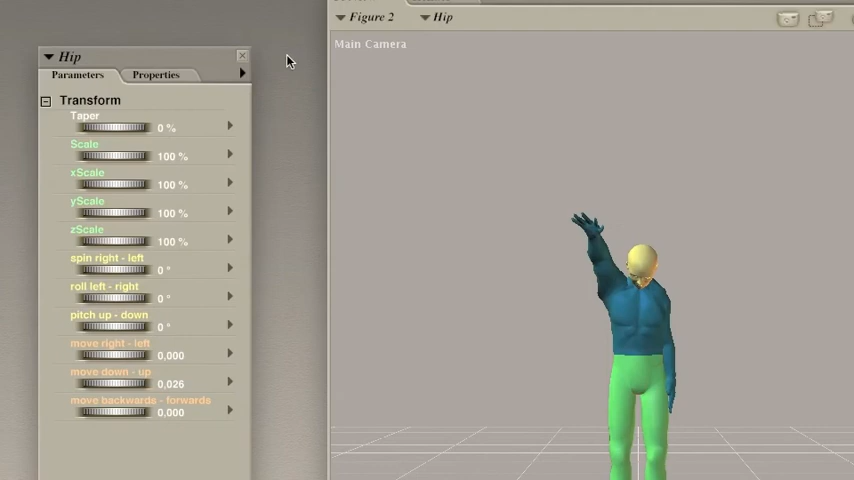 Figure 2
Hip
Main Camera
Hip
Parameters
Properties
Transform
Taper
0 %
Scale
100 %
xScale
100 %
yScale
100 %
zScale
100 %
spin right - left
0 °
roll left - right
0 °
pitch up - down
0 °
move right - left
0,000
move down - up
0,026
move backwards - forwards
0,000